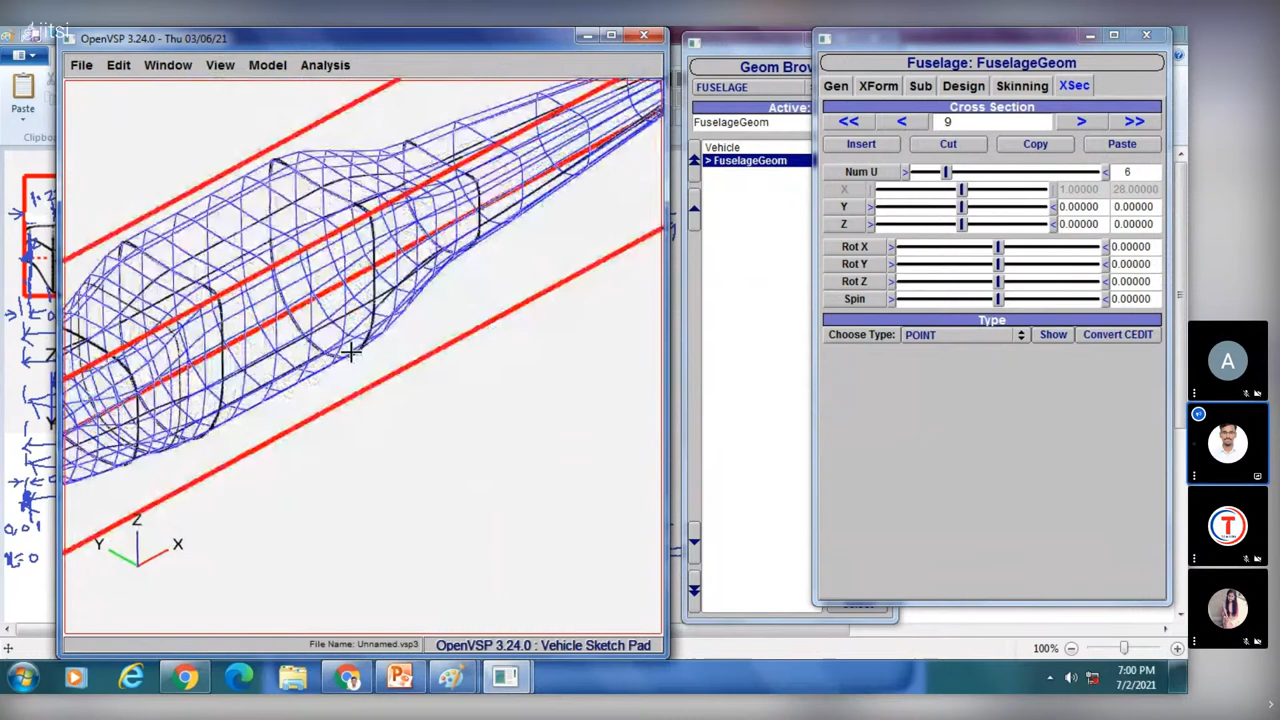 jitsi
OpenVSP 3.24.0 - Thu 03/06/21
File Edit Window View Model Analysis
Paste
Clipb
Z
Y X
File Name: Unnamed.vsp3
OpenVSP 3.24.0 : Vehicle Sketch Pad
Geom Brow
FUSELAGE
Active:
FuselageGeom
Vehicle
> FuselageGeom
Fuselage: FuselageGeom
Gen XForm Sub Design Skinning XSec
Cross Section
<< < 9 > >>
Insert Cut Copy Paste
Num U > < 6
X > < 1.00000 28.00000
Y > < 0.00000 0.00000
Z > < 0.00000 0.00000
Rot X > < 0.00000
Rot Y > < 0.00000
Rot Z > < 0.00000
Spin > < 0.00000
Type
Choose Type: POINT Show Convert CEDIT
A
T
100%
7:00 PM
7/2/2021